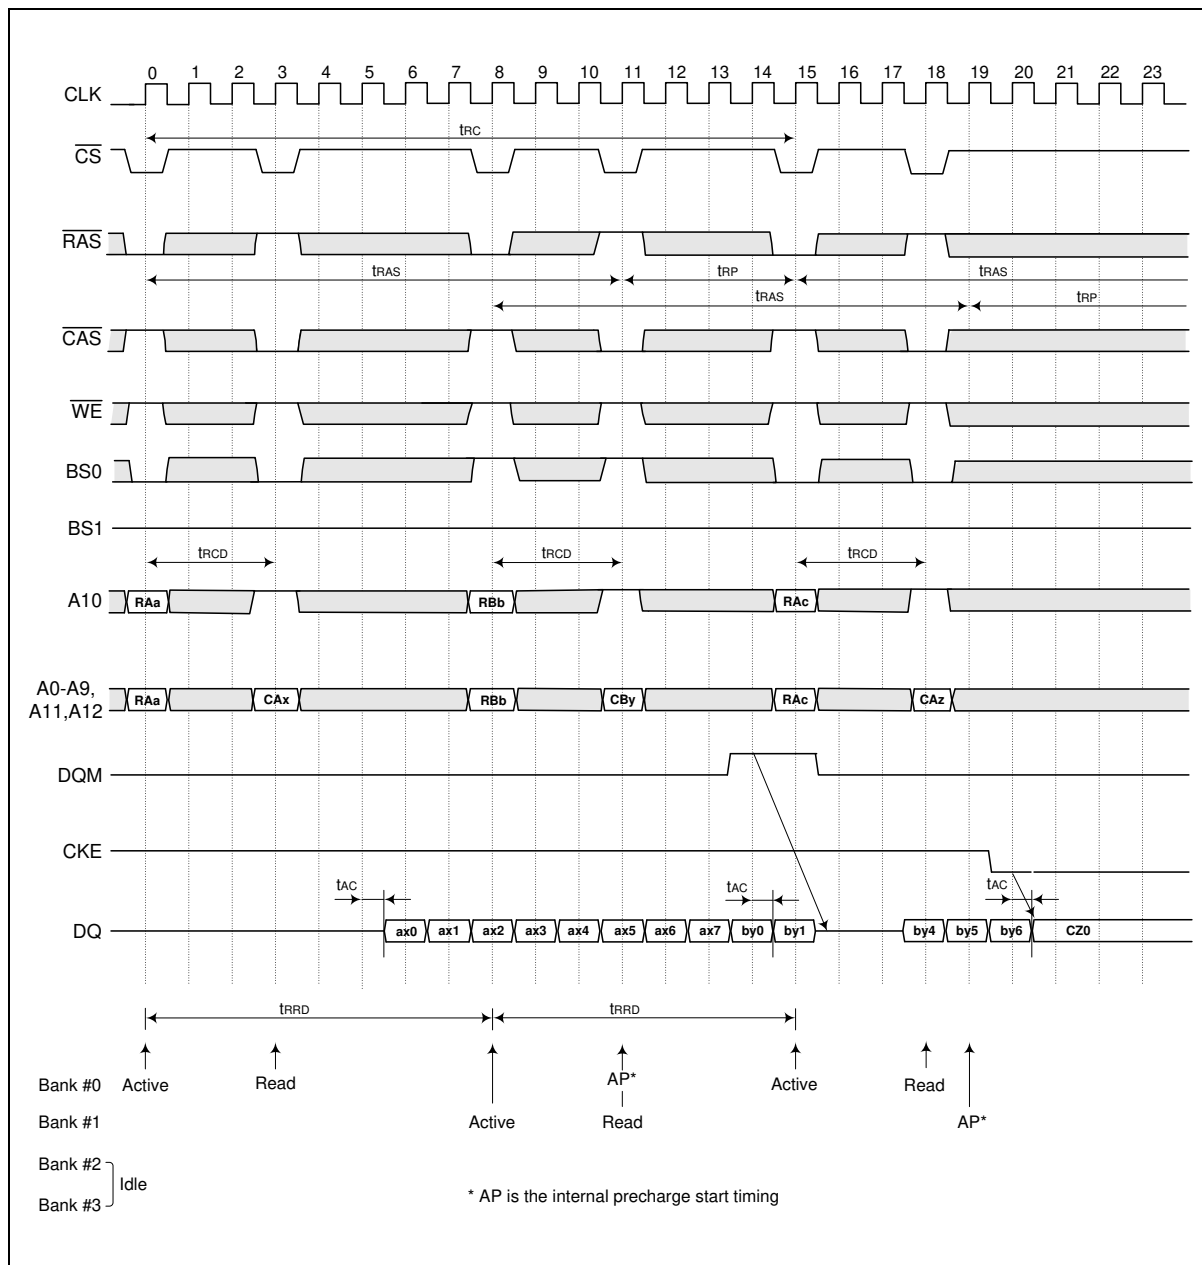 0 1 2 3 4 5 6 7 8 9 10 11 12 13 14 15 16 17 18 19 20 21 22 23
CLK
tRC
CS
RAS
tRAS tRP tRAS
tRAS tRP
CAS
WE
BS0
BS1
tRCD tRCD tRCD
A10 RAa RBb RAc
A0-A9,
A11,A12
RAa CAx RBb CBy RAc CAz
DQM
CKE
tAC tAC tAC
DQ ax0 ax1 ax2 ax3 ax4 ax5 ax6 ax7 by0 by1 by4 by5 by6 CZ0
tRRD tRRD
Bank #0 Active Read AP* Active Read
Bank #1 Active Read AP*
Bank #2
Idle
Bank #3
* AP is the internal precharge start timing